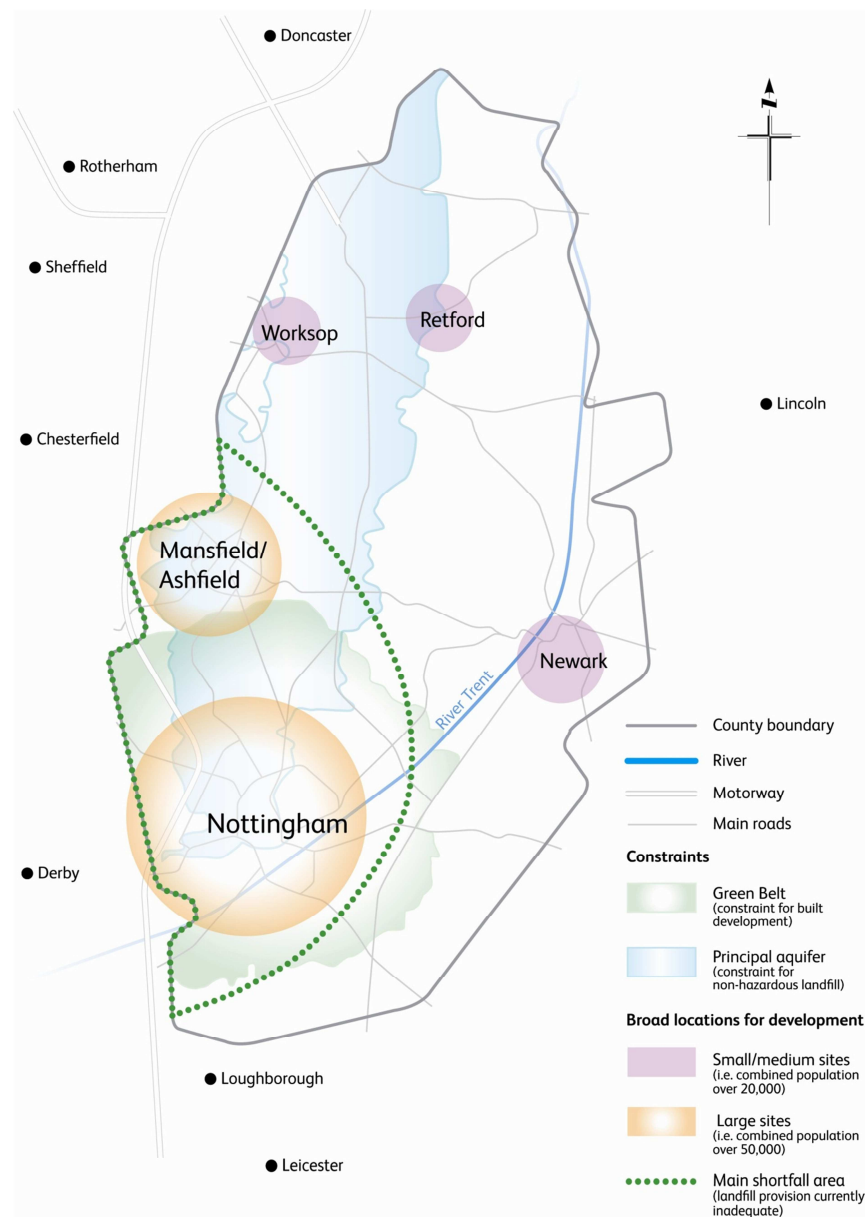 Doncaster
Rotherham
Sheffield
Worksop
Retford
Lincoln
Chesterfield
Mansfield/
Ashfield
Newark
River Trent
Nottingham
Derby
Loughborough
Leicester
County boundary
River
Motorway
Main roads
Constraints
Green Belt
(constraint for built
development)
Principal aquifer
(constraint for
non-hazardous landfill)
Broad locations for development
Small/medium sites
(i.e. combined population
over 20,000)
Large sites
(i.e. combined population
over 50,000)
Main shortfall area
(landfill provision currently
inadequate)